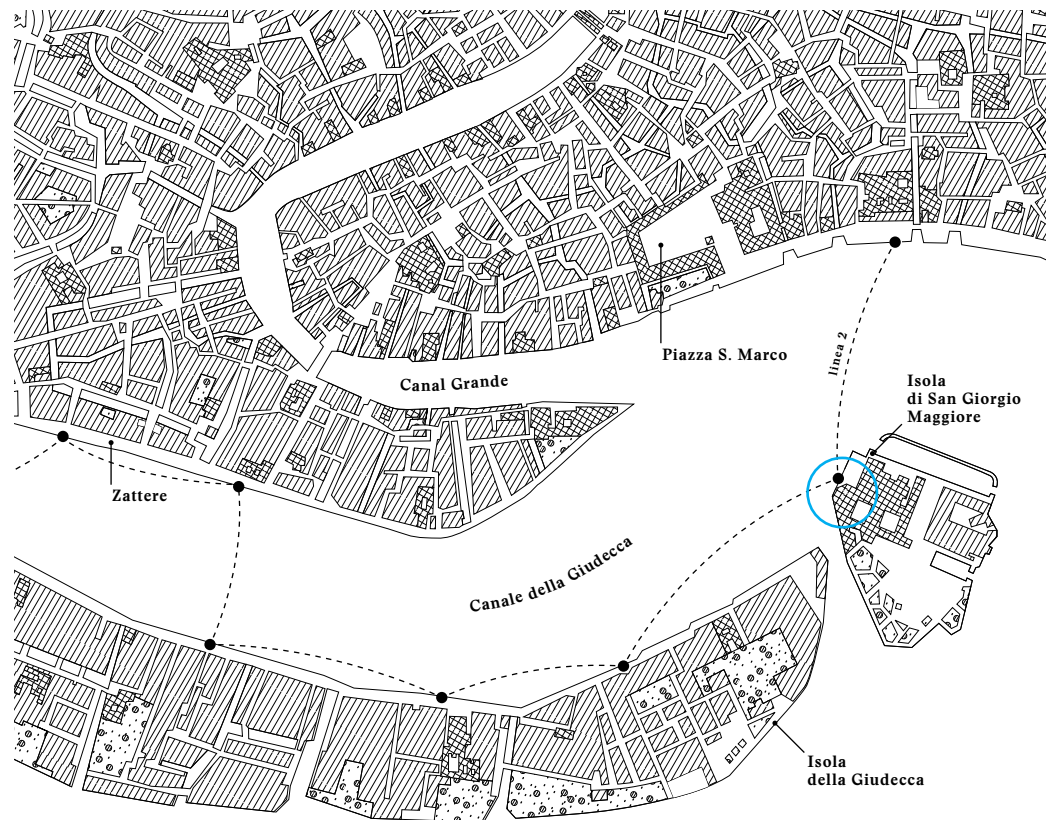 linea 2
Piazza S. Marco
Canal Grande
Isola
di San Giorgio
Maggiore
Zattere
Canale della Giudecca
Isola
della Giudecca